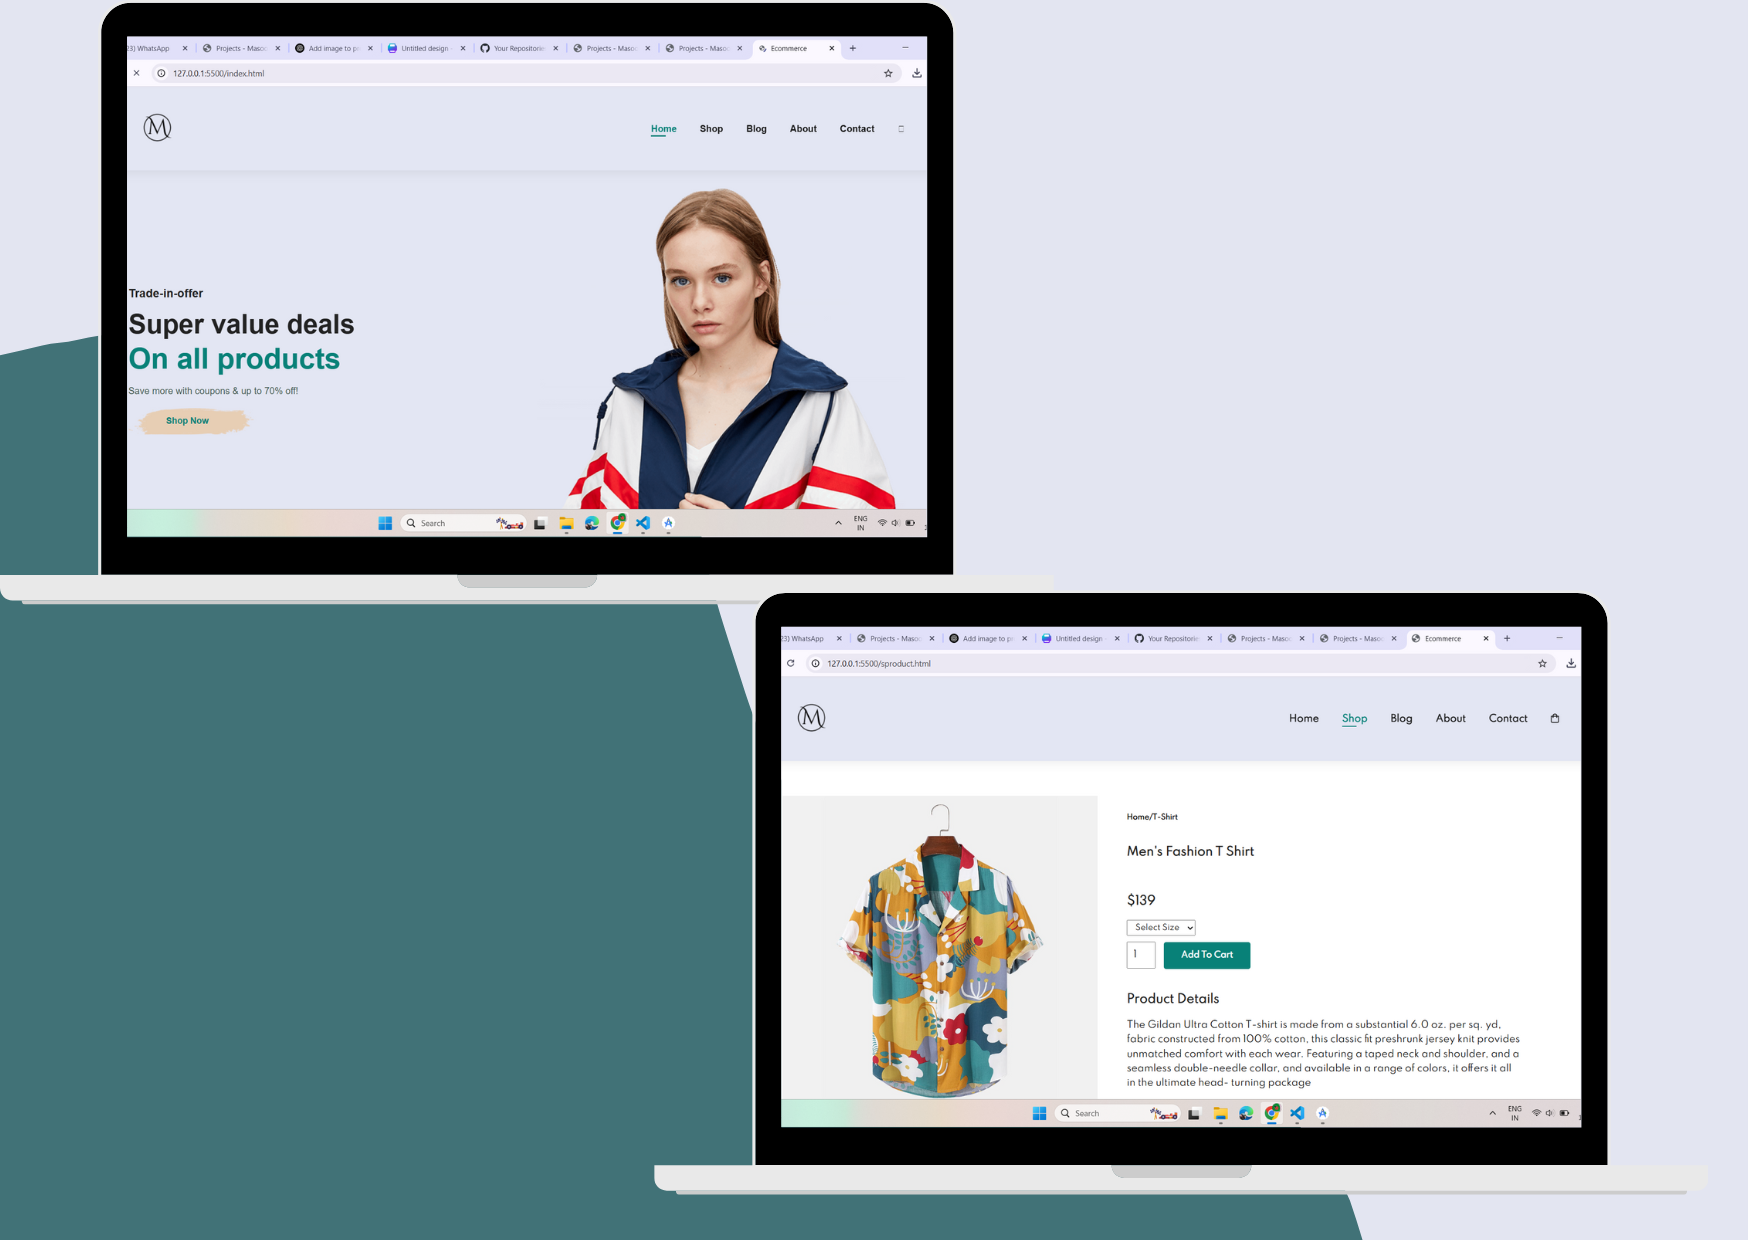 23) WhatsApp
Projects - Maso
Add image to p
Untitled design -
Your Repositorie
Projects - Maso
Projects - Maso
Ecommerce
127.0.0.1:5500/index.html
M
Home
Shop
Blog
About
Contact
Trade-in-offer
Super value deals
On all products
Save more with coupons & up to 70% off!
Shop Now
Search
ENG
IN
23) WhatsApp
Projects - Maso
Add image to p
Untitled design -
Your Repositorie
Projects - Maso
Projects - Maso
Ecommerce
127.0.0.1:5500/sproduct.html
M
Home
Shop
Blog
About
Contact
Home/T-Shirt
Men's Fashion T Shirt
$139
Select Size
1
Add To Cart
Product Details
The Gildan Ultra Cotton T-shirt is made from a substantial 6.0 oz. per sq. yd,
fabric constructed from 100% cotton, this classic fit preshrunk jersey knit provides
unmatched comfort with each wear. Featuring a taped neck and shoulder, and a
seamless double-needle collar, and available in a range of colors, it offers it all
in the ultimate head- turning package
Search
ENG
IN